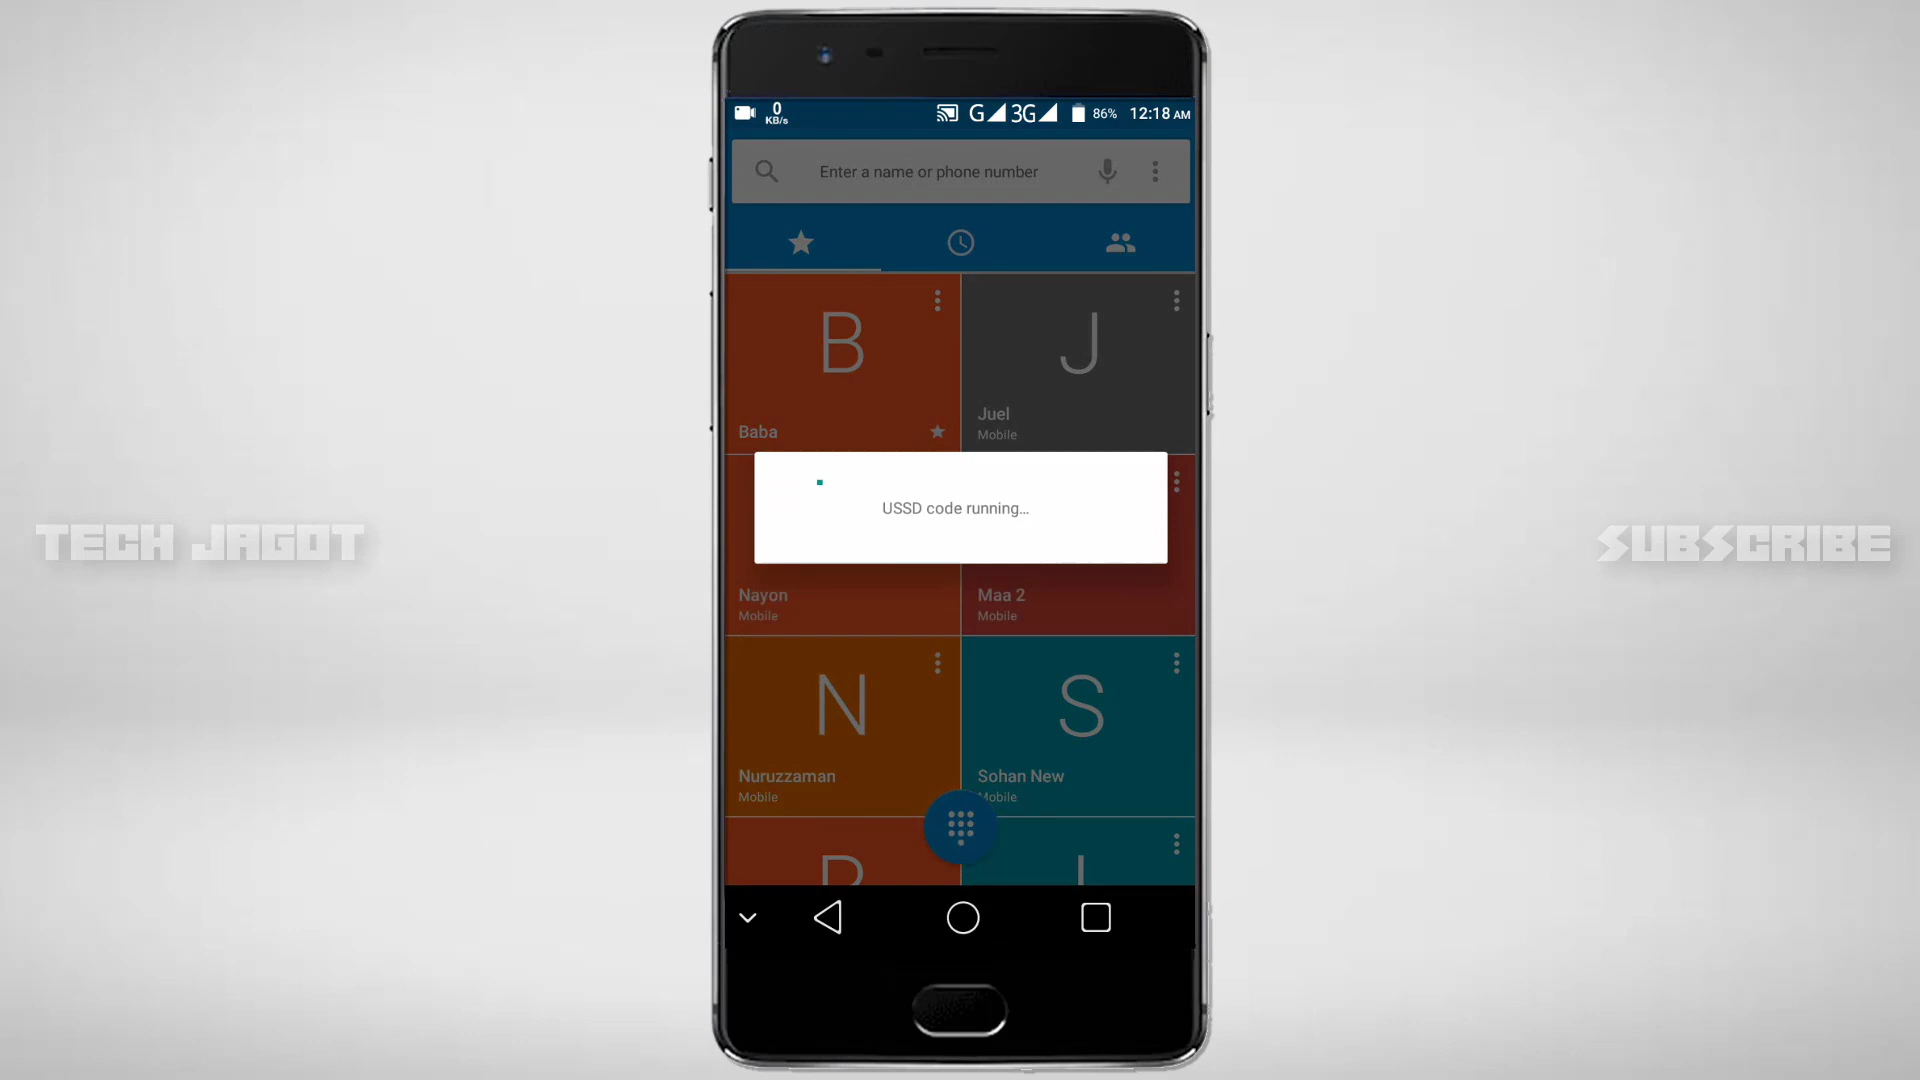 0
KB/s
G 3G 86% 12:18 AM
Enter a name or phone number
B
J
Baba
Juel
Mobile
USSD code running...
TECH JAGOT
SUBSCRIBE
Nayon
Mobile
Maa 2
Mobile
N
S
Nuruzzaman
Mobile
Sohan New
Mobile